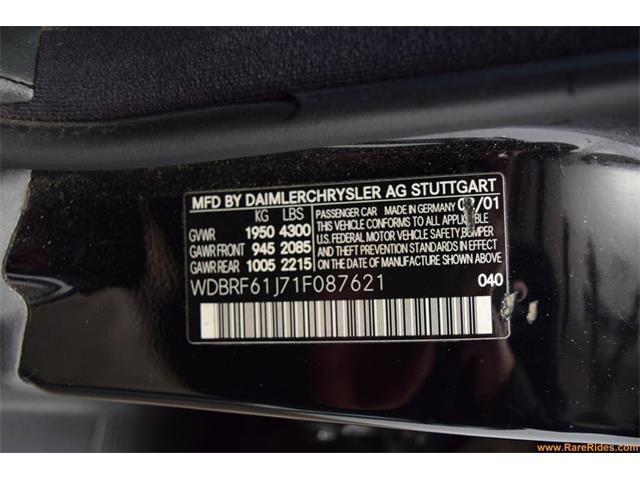 MFD BY DAIMLERCHRYSLER AG STUTTGART
KG LBS
GVWR 1950 4300
GAWR FRONT 945 2085
GAWR REAR 1005 2215
PASSENGER CAR MADE IN GERMANY /01
THIS VEHICLE CONFORMS TO ALL APPLICABLE
U.S. FEDERAL MOTOR VEHICLE SAFETY, BUMPER
AND THEFT PREVENTION STANDARDS IN EFFECT
ON THE DATE OF MANUFACTURE SHOWN ABOVE
WDBRF61J71F087621 040
www.RareRides.com